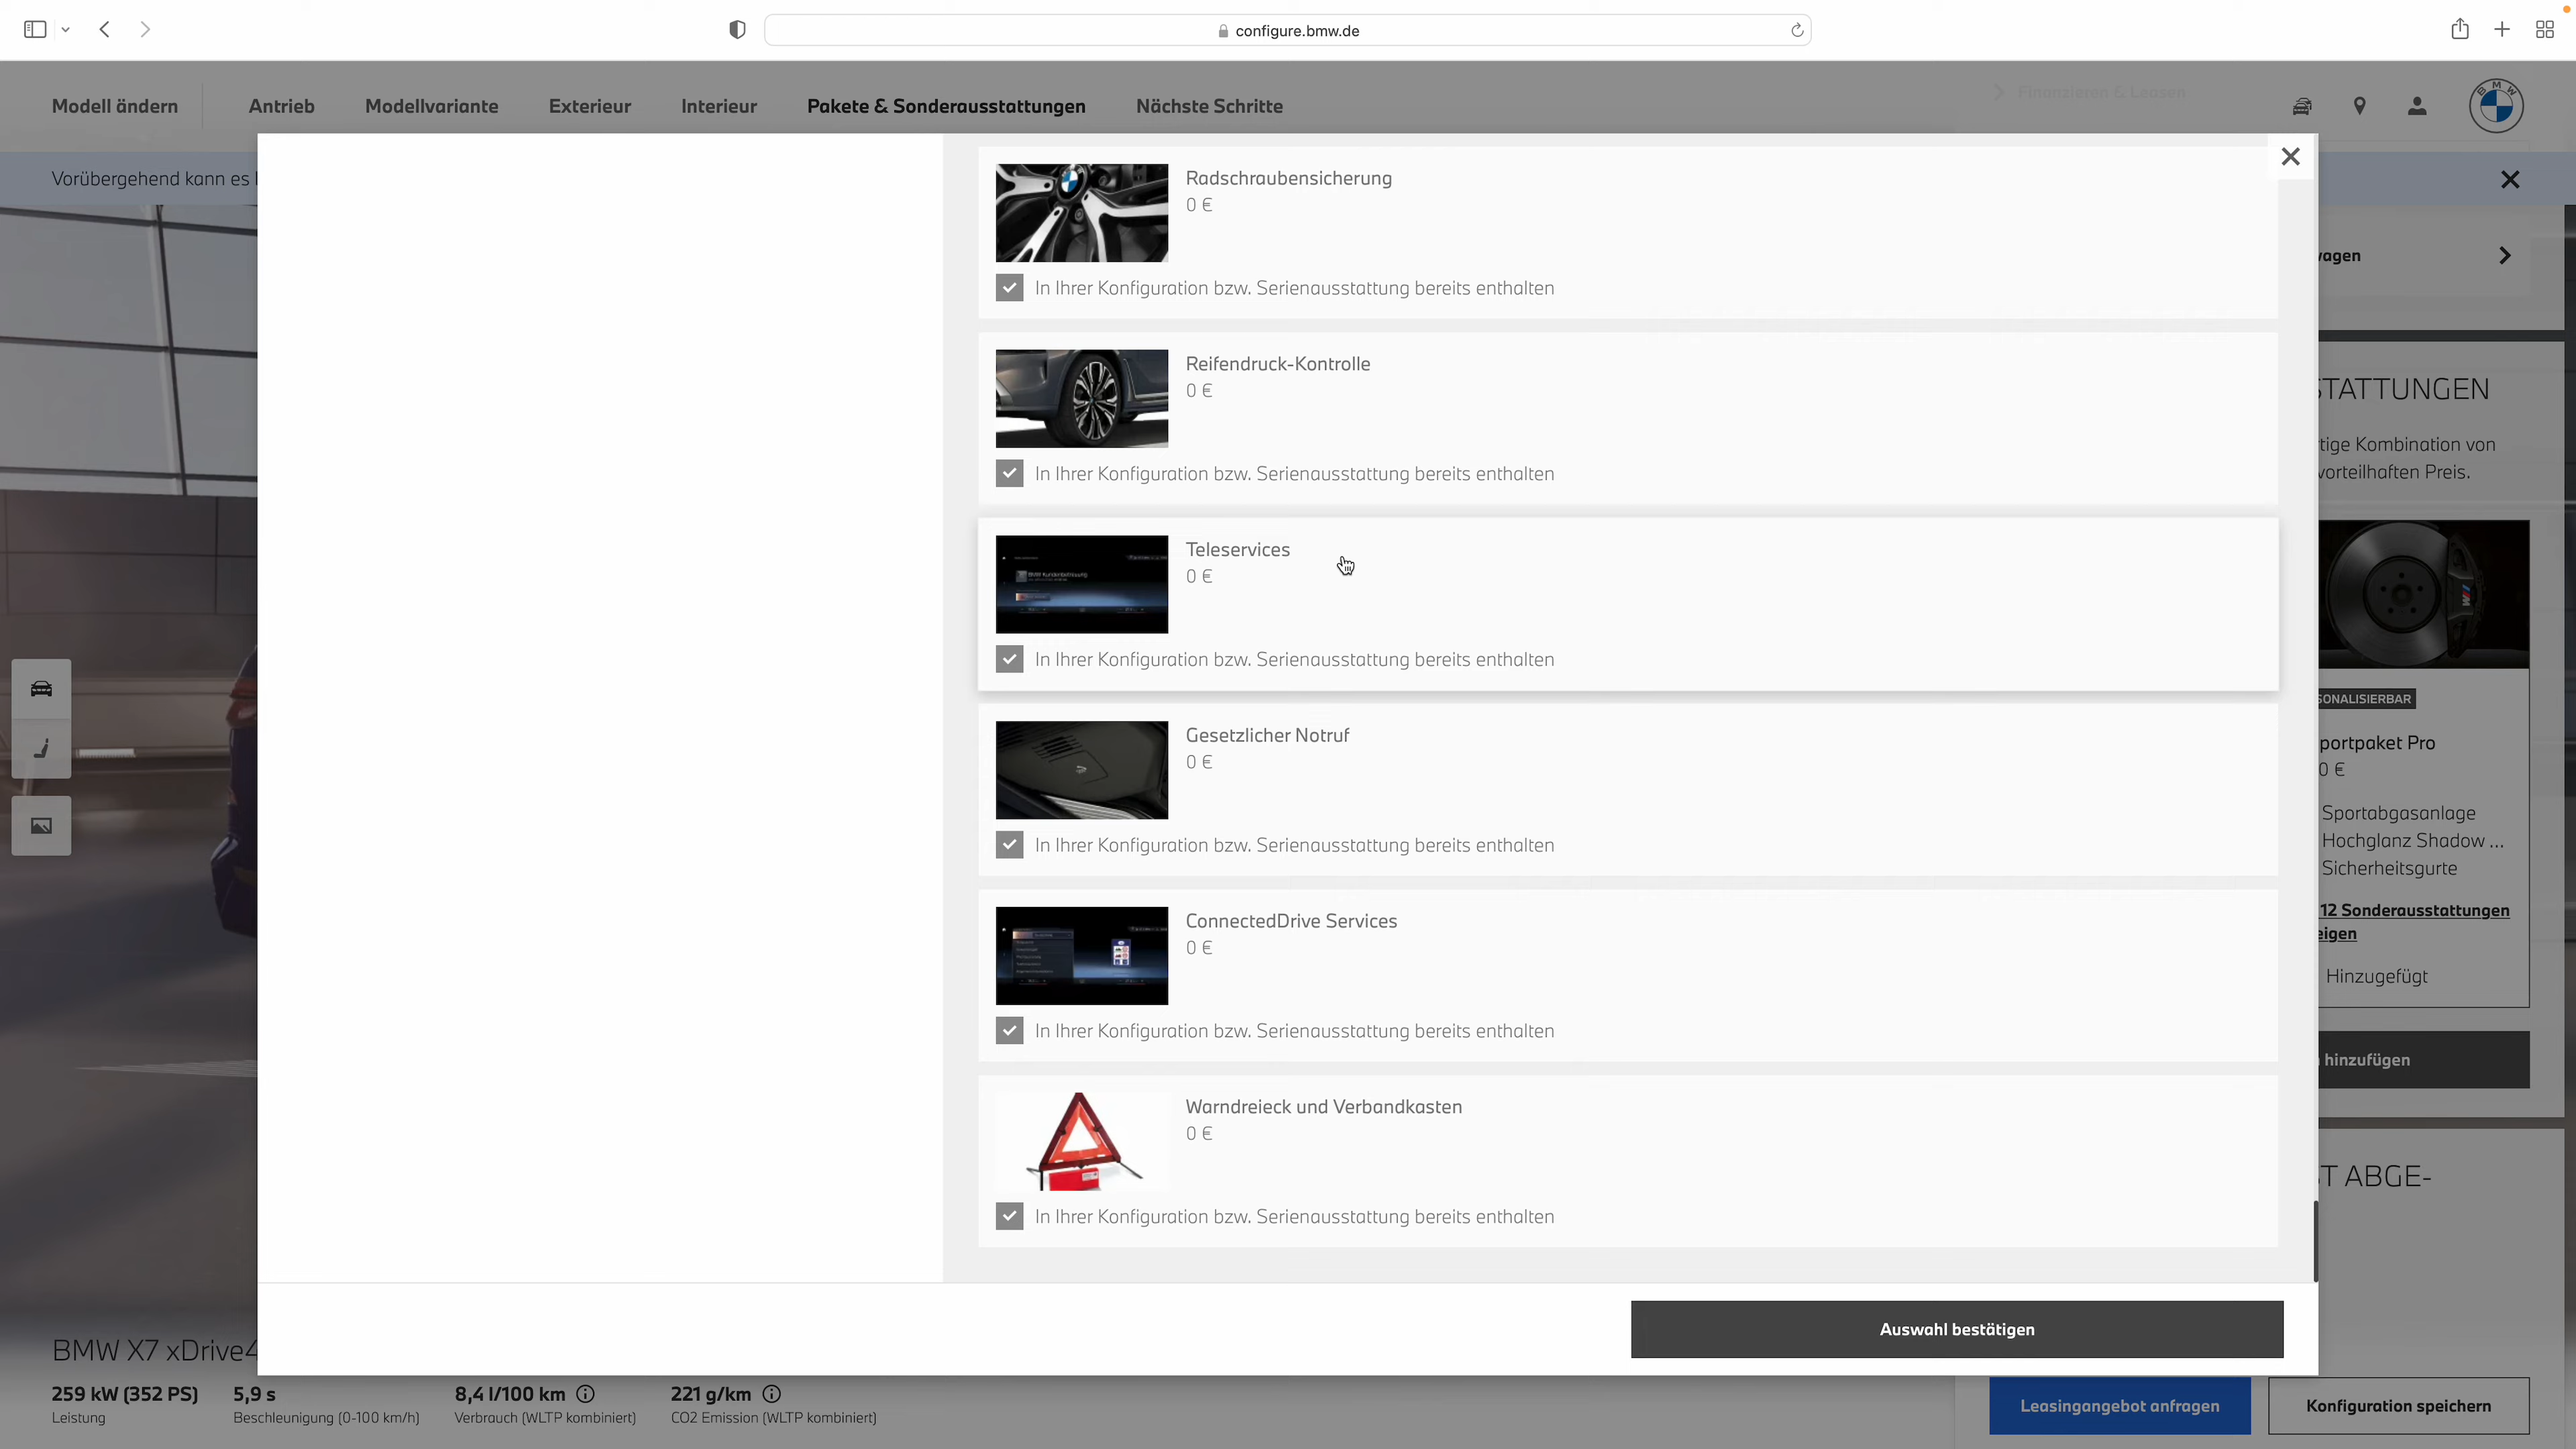 configure.bmw.de
Modell ändern
Antrieb
Modellvariante
Exterieur
Interieur
Pakete & Sonderausstattungen
Nächste Schritte
Finanzieren & Leasen
Vorübergehend kann es
Radschraubensicherung
0 €
In Ihrer Konfiguration bzw. Serienausstattung bereits enthalten
Reifendruck-Kontrolle
0 €
In Ihrer Konfiguration bzw. Serienausstattung bereits enthalten
Teleservices
0 €
In Ihrer Konfiguration bzw. Serienausstattung bereits enthalten
Gesetzlicher Notruf
0 €
In Ihrer Konfiguration bzw. Serienausstattung bereits enthalten
ConnectedDrive Services
0 €
In Ihrer Konfiguration bzw. Serienausstattung bereits enthalten
Warndreieck und Verbandkasten
0 €
In Ihrer Konfiguration bzw. Serienausstattung bereits enthalten
Auswahl bestätigen
vagen
STATTUNGEN
tige Kombination von
vorteilhaften Preis.
SONALISIERBAR
portpaket Pro
0 €
Sportabgasanlage
Hochglanz Shadow ...
Sicherheitsgurte
12 Sonderausstattungen
eigen
Hinzugefügt
hinzufügen
T ABGE-
BMW X7 xDrive4
259 kW (352 PS)
Leistung
5,9 s
Beschleunigung (0-100 km/h)
8,4 l/100 km
Verbrauch (WLTP kombiniert)
221 g/km
CO2 Emission (WLTP kombiniert)
Leasingangebot anfragen
Konfiguration speichern